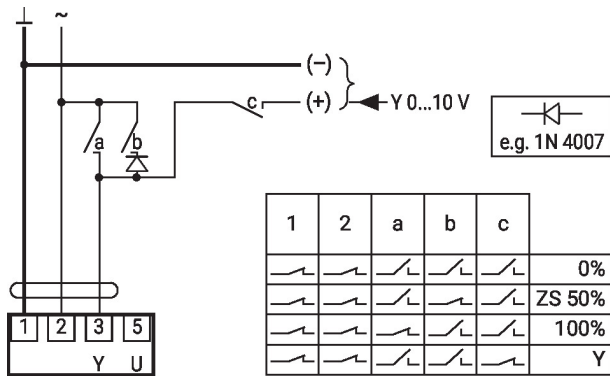 ⊥ ~
(−)
c (+) Y 0...10 V
a b
e.g. 1N 4007
1 2 a b c
0%
ZS 50%
100%
Y
1 2 3 5
Y U